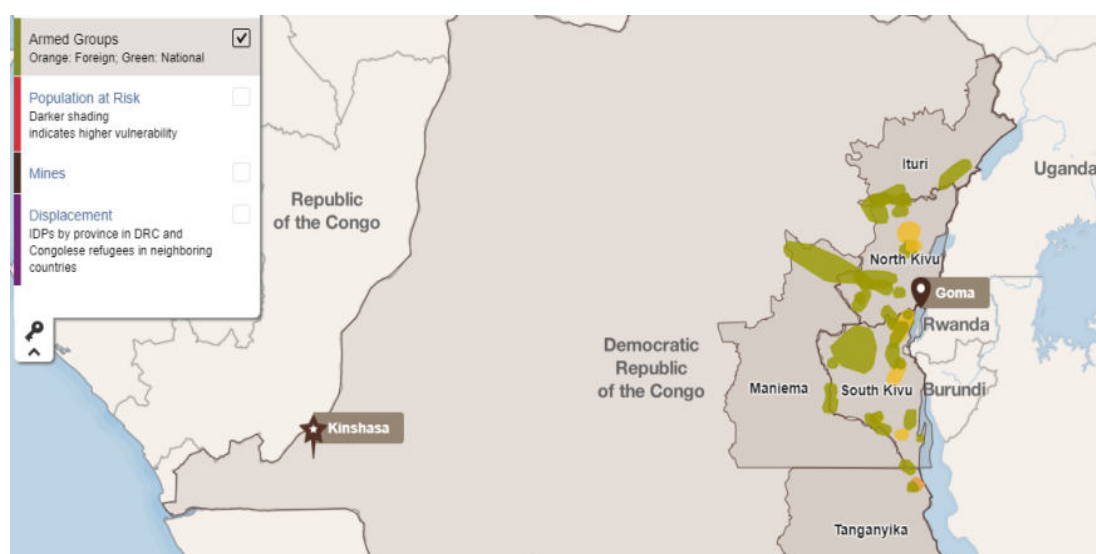 Armed Groups
Orange: Foreign; Green: National
Population at Risk
Darker shading
indicates higher vulnerability
Mines
Displacement
IDPs by province in DRC and
Congolese refugees in neighboring
countries
Ituri
Uganda
Republic
of the Congo
North Kivu
Goma
Rwanda
Democratic
Republic
of the Congo
Maniema
South Kivu
Burundi
Kinshasa
Tanganyika